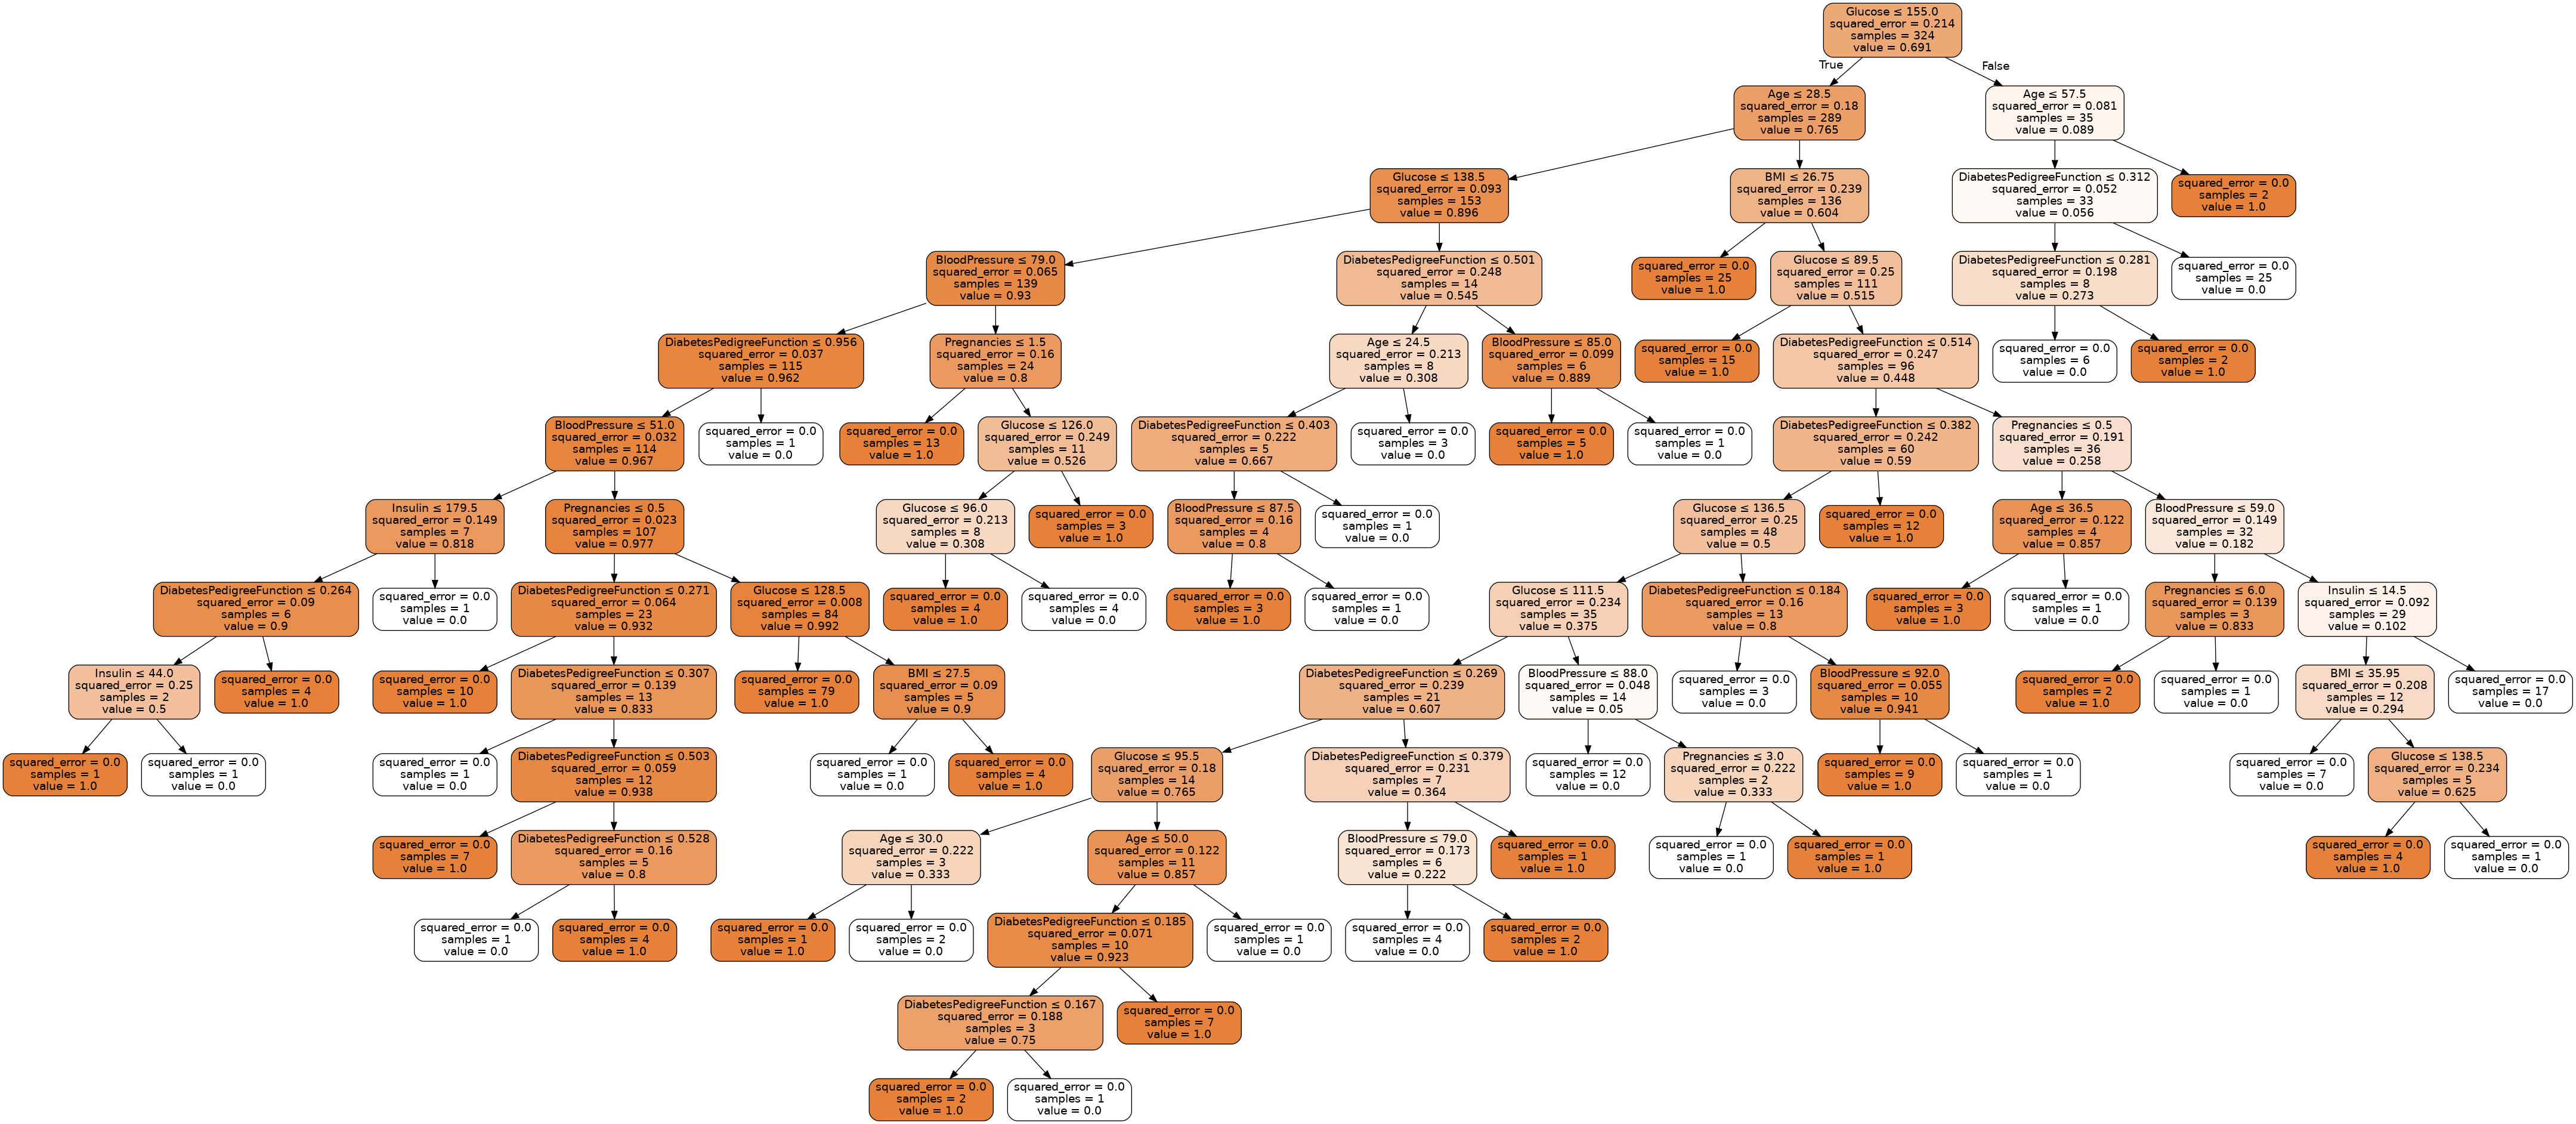 Glucose ≤ 155.0
squared_error = 0.214
samples = 324
value = 0.691
True
False
Age ≤ 28.5
squared_error = 0.18
samples = 289
value = 0.765
Age ≤ 57.5
squared_error = 0.081
samples = 35
value = 0.089
Glucose ≤ 138.5
squared_error = 0.093
samples = 153
value = 0.896
BMI ≤ 26.75
squared_error = 0.239
samples = 136
value = 0.604
DiabetesPedigreeFunction ≤ 0.312
squared_error = 0.052
samples = 33
value = 0.056
squared_error = 0.0
samples = 2
value = 1.0
BloodPressure ≤ 79.0
squared_error = 0.065
samples = 139
value = 0.93
DiabetesPedigreeFunction ≤ 0.501
squared_error = 0.248
samples = 14
value = 0.545
squared_error = 0.0
samples = 25
value = 1.0
Glucose ≤ 89.5
squared_error = 0.25
samples = 111
value = 0.515
DiabetesPedigreeFunction ≤ 0.281
squared_error = 0.198
samples = 8
value = 0.273
squared_error = 0.0
samples = 25
value = 0.0
DiabetesPedigreeFunction ≤ 0.956
squared_error = 0.037
samples = 115
value = 0.962
Pregnancies ≤ 1.5
squared_error = 0.16
samples = 24
value = 0.8
Age ≤ 24.5
squared_error = 0.213
samples = 8
value = 0.308
BloodPressure ≤ 85.0
squared_error = 0.099
samples = 6
value = 0.889
squared_error = 0.0
samples = 15
value = 1.0
DiabetesPedigreeFunction ≤ 0.514
squared_error = 0.247
samples = 96
value = 0.448
squared_error = 0.0
samples = 6
value = 0.0
squared_error = 0.0
samples = 2
value = 1.0
BloodPressure ≤ 51.0
squared_error = 0.032
samples = 114
value = 0.967
squared_error = 0.0
samples = 1
value = 0.0
squared_error = 0.0
samples = 13
value = 1.0
Glucose ≤ 126.0
squared_error = 0.249
samples = 11
value = 0.526
DiabetesPedigreeFunction ≤ 0.403
squared_error = 0.222
samples = 5
value = 0.667
squared_error = 0.0
samples = 3
value = 0.0
squared_error = 0.0
samples = 5
value = 1.0
squared_error = 0.0
samples = 1
value = 0.0
DiabetesPedigreeFunction ≤ 0.382
squared_error = 0.242
samples = 60
value = 0.59
Pregnancies ≤ 0.5
squared_error = 0.191
samples = 36
value = 0.258
Insulin ≤ 179.5
squared_error = 0.149
samples = 7
value = 0.818
Pregnancies ≤ 0.5
squared_error = 0.023
samples = 107
value = 0.977
Glucose ≤ 96.0
squared_error = 0.213
samples = 8
value = 0.308
squared_error = 0.0
samples = 3
value = 1.0
BloodPressure ≤ 87.5
squared_error = 0.16
samples = 4
value = 0.8
squared_error = 0.0
samples = 1
value = 0.0
Glucose ≤ 136.5
squared_error = 0.25
samples = 48
value = 0.5
squared_error = 0.0
samples = 12
value = 1.0
Age ≤ 36.5
squared_error = 0.122
samples = 4
value = 0.857
BloodPressure ≤ 59.0
squared_error = 0.149
samples = 32
value = 0.182
DiabetesPedigreeFunction ≤ 0.264
squared_error = 0.09
samples = 6
value = 0.9
squared_error = 0.0
samples = 1
value = 0.0
DiabetesPedigreeFunction ≤ 0.271
squared_error = 0.064
samples = 23
value = 0.932
Glucose ≤ 128.5
squared_error = 0.008
samples = 84
value = 0.992
squared_error = 0.0
samples = 4
value = 1.0
squared_error = 0.0
samples = 4
value = 0.0
squared_error = 0.0
samples = 3
value = 1.0
squared_error = 0.0
samples = 1
value = 0.0
Glucose ≤ 111.5
squared_error = 0.234
samples = 35
value = 0.375
DiabetesPedigreeFunction ≤ 0.184
squared_error = 0.16
samples = 13
value = 0.8
squared_error = 0.0
samples = 3
value = 1.0
squared_error = 0.0
samples = 1
value = 0.0
Pregnancies ≤ 6.0
squared_error = 0.139
samples = 3
value = 0.833
Insulin ≤ 14.5
squared_error = 0.092
samples = 29
value = 0.102
Insulin ≤ 44.0
squared_error = 0.25
samples = 2
value = 0.5
squared_error = 0.0
samples = 4
value = 1.0
squared_error = 0.0
samples = 10
value = 1.0
DiabetesPedigreeFunction ≤ 0.307
squared_error = 0.139
samples = 13
value = 0.833
squared_error = 0.0
samples = 79
value = 1.0
BMI ≤ 27.5
squared_error = 0.09
samples = 5
value = 0.9
DiabetesPedigreeFunction ≤ 0.269
squared_error = 0.239
samples = 21
value = 0.607
BloodPressure ≤ 88.0
squared_error = 0.048
samples = 14
value = 0.05
squared_error = 0.0
samples = 3
value = 0.0
BloodPressure ≤ 92.0
squared_error = 0.055
samples = 10
value = 0.941
squared_error = 0.0
samples = 2
value = 1.0
squared_error = 0.0
samples = 1
value = 0.0
BMI ≤ 35.95
squared_error = 0.208
samples = 12
value = 0.294
squared_error = 0.0
samples = 17
value = 0.0
squared_error = 0.0
samples = 1
value = 1.0
squared_error = 0.0
samples = 1
value = 0.0
squared_error = 0.0
samples = 1
value = 0.0
DiabetesPedigreeFunction ≤ 0.503
squared_error = 0.059
samples = 12
value = 0.938
squared_error = 0.0
samples = 1
value = 0.0
squared_error = 0.0
samples = 4
value = 1.0
Glucose ≤ 95.5
squared_error = 0.18
samples = 14
value = 0.765
DiabetesPedigreeFunction ≤ 0.379
squared_error = 0.231
samples = 7
value = 0.364
squared_error = 0.0
samples = 12
value = 0.0
Pregnancies ≤ 3.0
squared_error = 0.222
samples = 2
value = 0.333
squared_error = 0.0
samples = 9
value = 1.0
squared_error = 0.0
samples = 1
value = 0.0
squared_error = 0.0
samples = 7
value = 0.0
Glucose ≤ 138.5
squared_error = 0.234
samples = 5
value = 0.625
squared_error = 0.0
samples = 7
value = 1.0
DiabetesPedigreeFunction ≤ 0.528
squared_error = 0.16
samples = 5
value = 0.8
Age ≤ 30.0
squared_error = 0.222
samples = 3
value = 0.333
Age ≤ 50.0
squared_error = 0.122
samples = 11
value = 0.857
BloodPressure ≤ 79.0
squared_error = 0.173
samples = 6
value = 0.222
squared_error = 0.0
samples = 1
value = 1.0
squared_error = 0.0
samples = 1
value = 0.0
squared_error = 0.0
samples = 1
value = 1.0
squared_error = 0.0
samples = 4
value = 1.0
squared_error = 0.0
samples = 1
value = 0.0
squared_error = 0.0
samples = 1
value = 0.0
squared_error = 0.0
samples = 4
value = 1.0
squared_error = 0.0
samples = 1
value = 1.0
squared_error = 0.0
samples = 2
value = 0.0
DiabetesPedigreeFunction ≤ 0.185
squared_error = 0.071
samples = 10
value = 0.923
squared_error = 0.0
samples = 1
value = 0.0
squared_error = 0.0
samples = 4
value = 0.0
squared_error = 0.0
samples = 2
value = 1.0
DiabetesPedigreeFunction ≤ 0.167
squared_error = 0.188
samples = 3
value = 0.75
squared_error = 0.0
samples = 7
value = 1.0
squared_error = 0.0
samples = 2
value = 1.0
squared_error = 0.0
samples = 1
value = 0.0